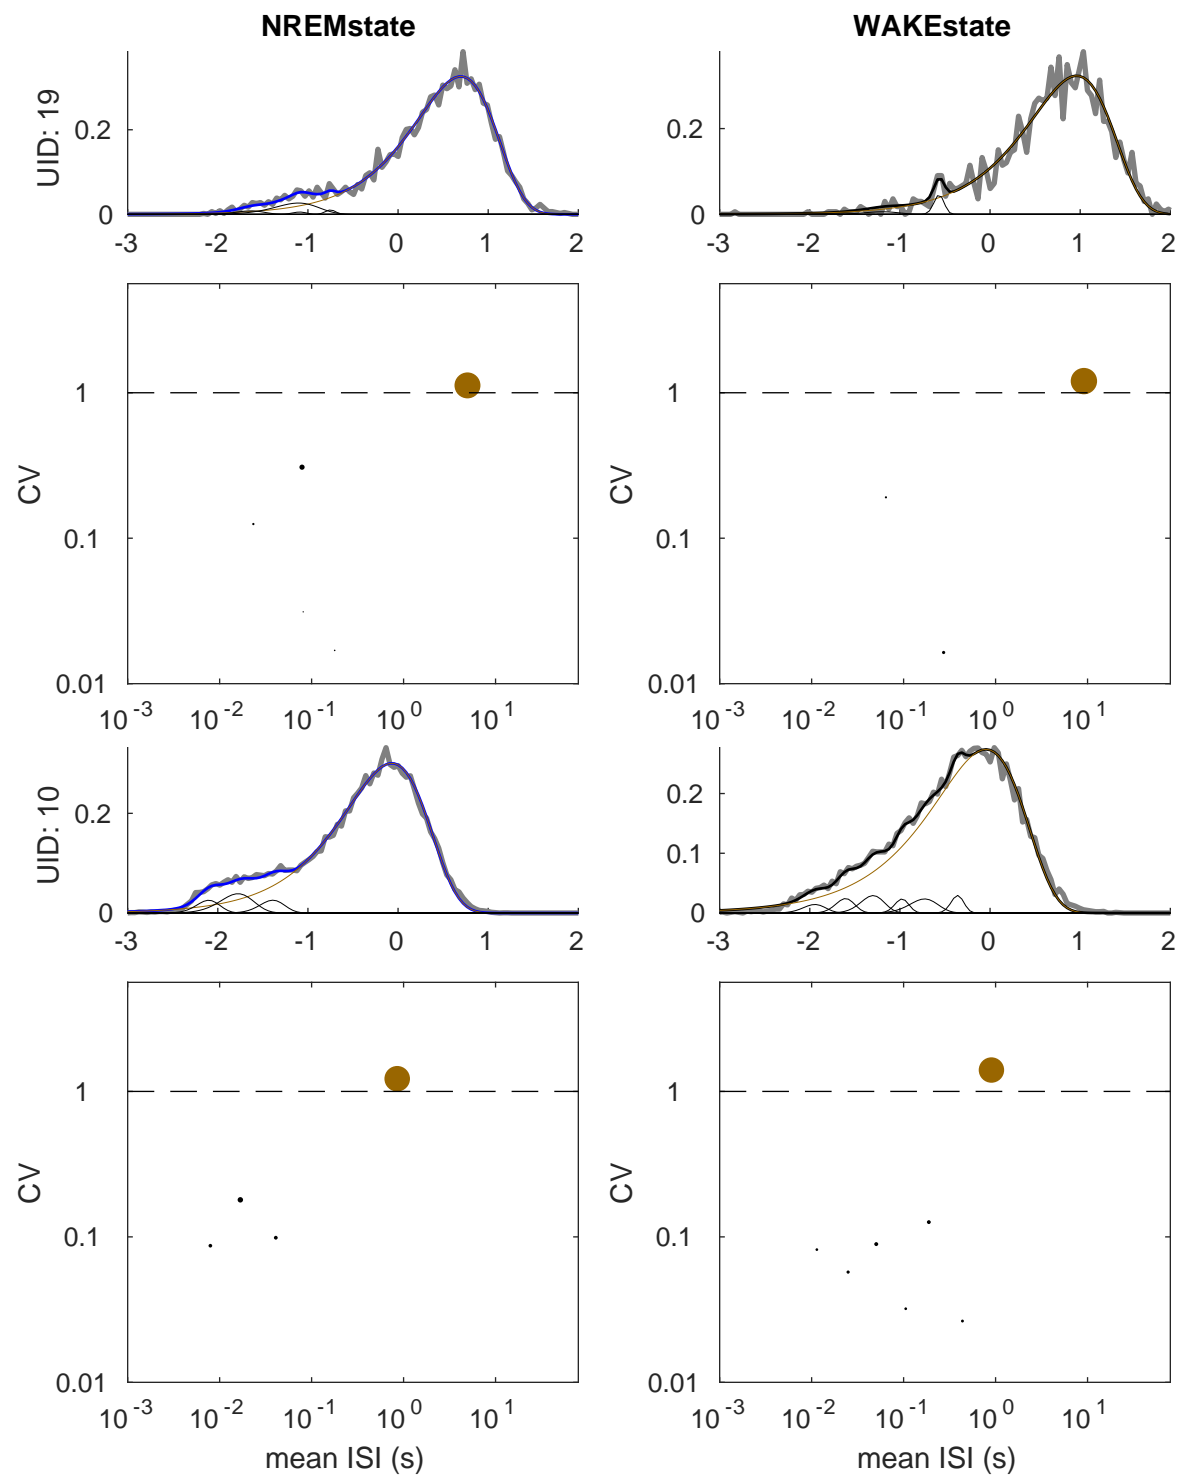 NREMstate WAKEstate
UID: 19
0.2 0.2
0 0
-3 -2 -1 0 1 2 -3 -2 -1 0 1 2
CV CV
1 1
0.1 0.1
0.01 0.01
10^-3 10^-2 10^-1 10^0 10^1 10^-3 10^-2 10^-1 10^0 10^1
UID: 10
0.2 0.2
0.1
0 0
-3 -2 -1 0 1 2 -3 -2 -1 0 1 2
CV CV
1 1
0.1 0.1
0.01 0.01
10^-3 10^-2 10^-1 10^0 10^1 10^-3 10^-2 10^-1 10^0 10^1
mean ISI (s) mean ISI (s)